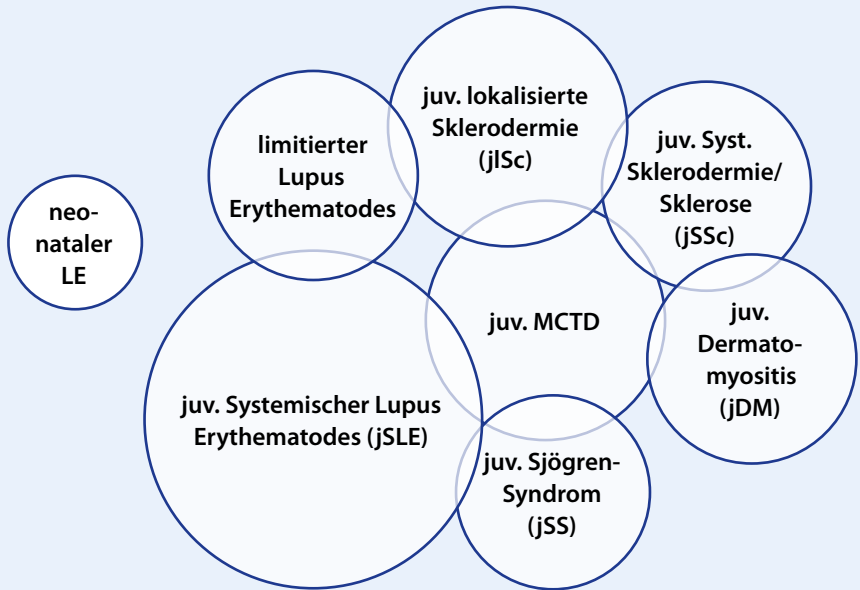 juv. lokalisierte
Sklerodermie
(jlSc)
limitierter
Lupus
Erythematodes
juv. Syst.
Sklerodermie/
Sklerose
(jSSc)
neo-
nataler
LE
juv. MCTD
juv.
Dermato-
myositis
(jDM)
juv. Systemischer Lupus
Erythematodes (jSLE)
juv. Sjögren-
Syndrom
(jSS)